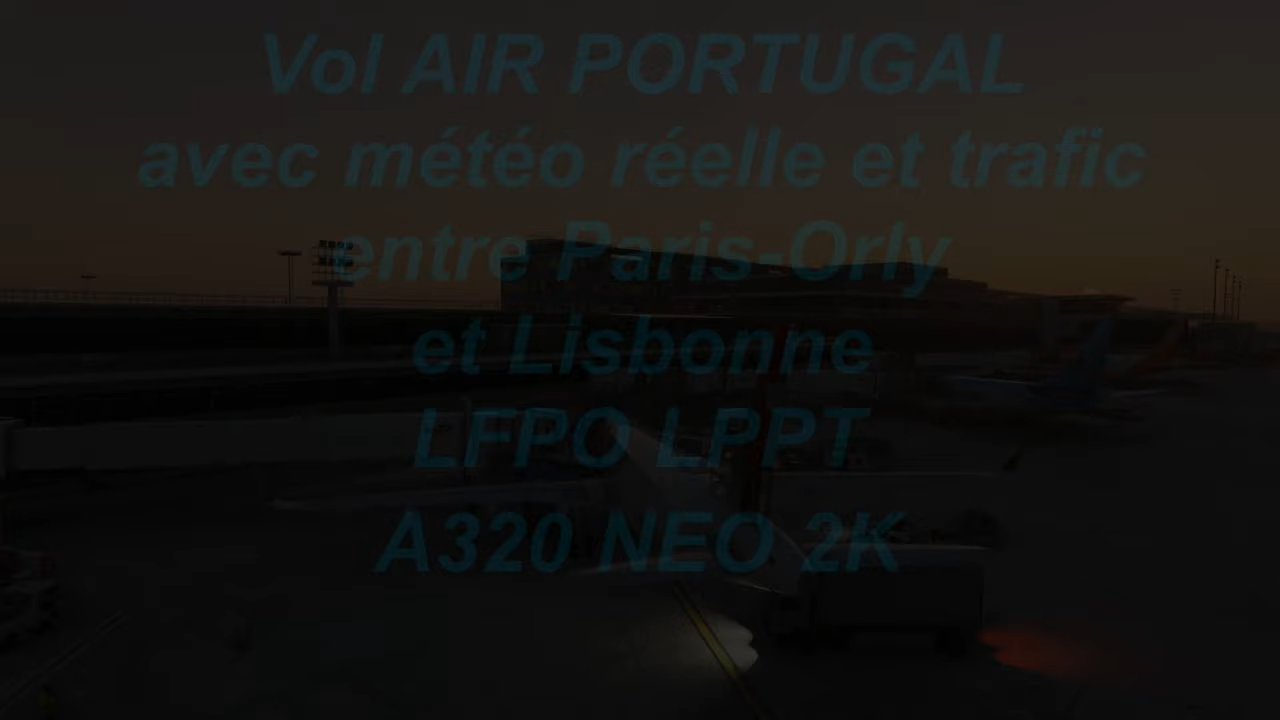 Vol AIR PORTUGAL
avec météo réelle et trafic
entre Paris-Orly
et Lisbonne
LFPO LPPT
A320 NEO 2K